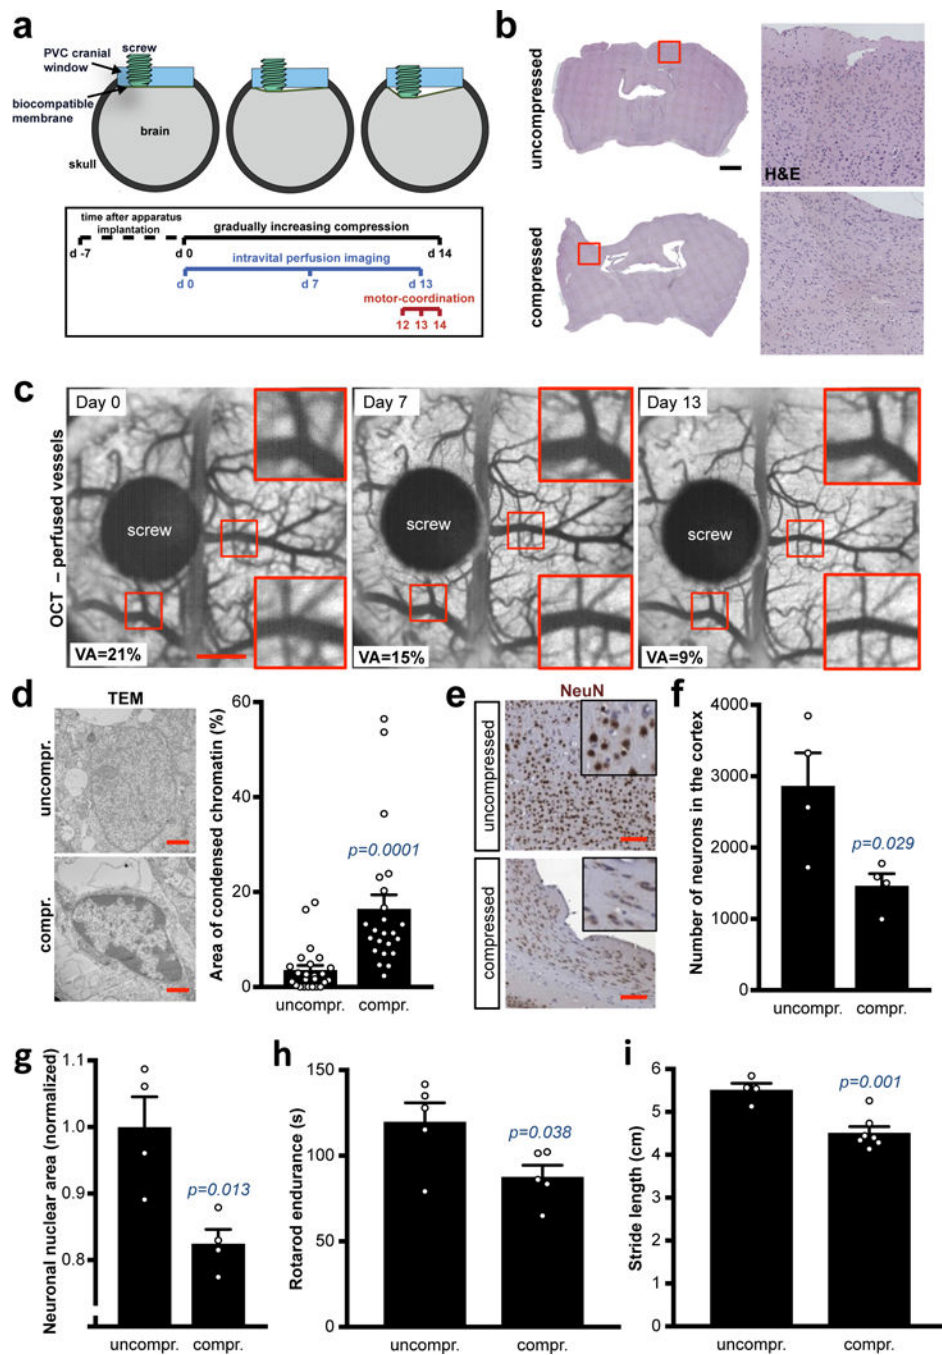 a
screw
PVC cranial
window
biocompatible
membrane
brain
skull
time after apparatus
implantation
gradually increasing compression
d -7
d 0
d 14
intravital perfusion imaging
d 0
d 7
d 13
motor-coordination
12 13 14
b
uncompressed
H&E
compressed
c
OCT – perfused vessels
Day 0
Day 7
Day 13
screw
screw
screw
VA=21%
VA=15%
VA=9%
d
TEM
uncompr.
compr.
Area of condensed chromatin (%)
60
40
20
0
p=0.0001
uncompr.
compr.
e
NeuN
uncompressed
compressed
f
Number of neurons in the cortex
4000
3000
2000
1000
0
p=0.029
uncompr.
compr.
g
Neuronal nuclear area (normalized)
1.1
1.0
0.9
0.8
p=0.013
uncompr.
compr.
h
Rotarod endurance (s)
150
100
50
0
p=0.038
uncompr.
compr.
i
Stride length (cm)
6
5
4
3
2
1
0
p=0.001
uncompr.
compr.